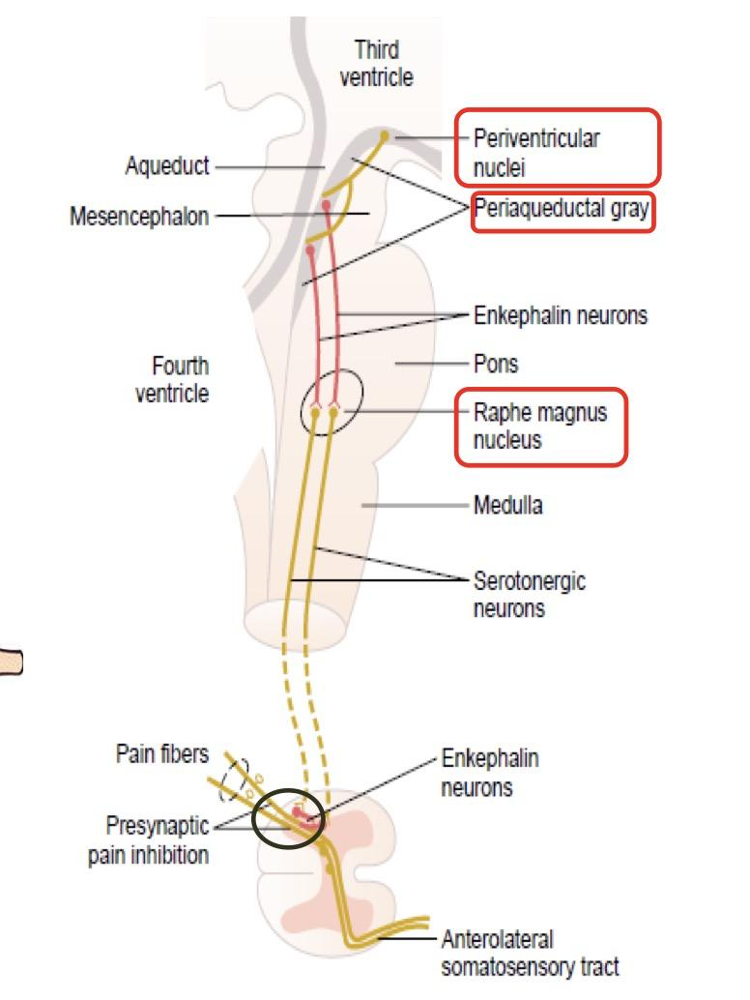 Third
ventricle
Periventricular
nuclei
Aqueduct
Periaqueductal gray
Mesencephalon
Enkephalin neurons
Pons
Fourth
ventricle
Raphe magnus
nucleus
Medulla
Serotonergic
neurons
Pain fibers
Enkephalin
neurons
Presynaptic
pain inhibition
Anterolateral
somatosensory tract